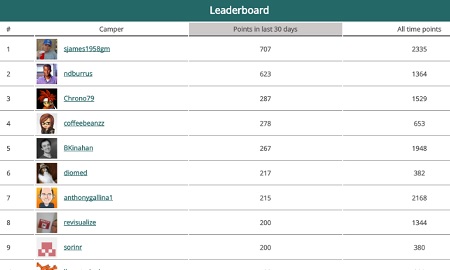 Leaderboard
# Camper Points in last 30 days All time points
1 sjames1958gm 707 2335
2 ndburrus 623 1364
3 Chrono79 287 1529
4 coffeebeanzz 278 653
5 BKinahan 267 1948
6 diomed 217 382
7 anthonygallina1 215 2168
8 revisualize 200 1344
9 sorinr 200 380